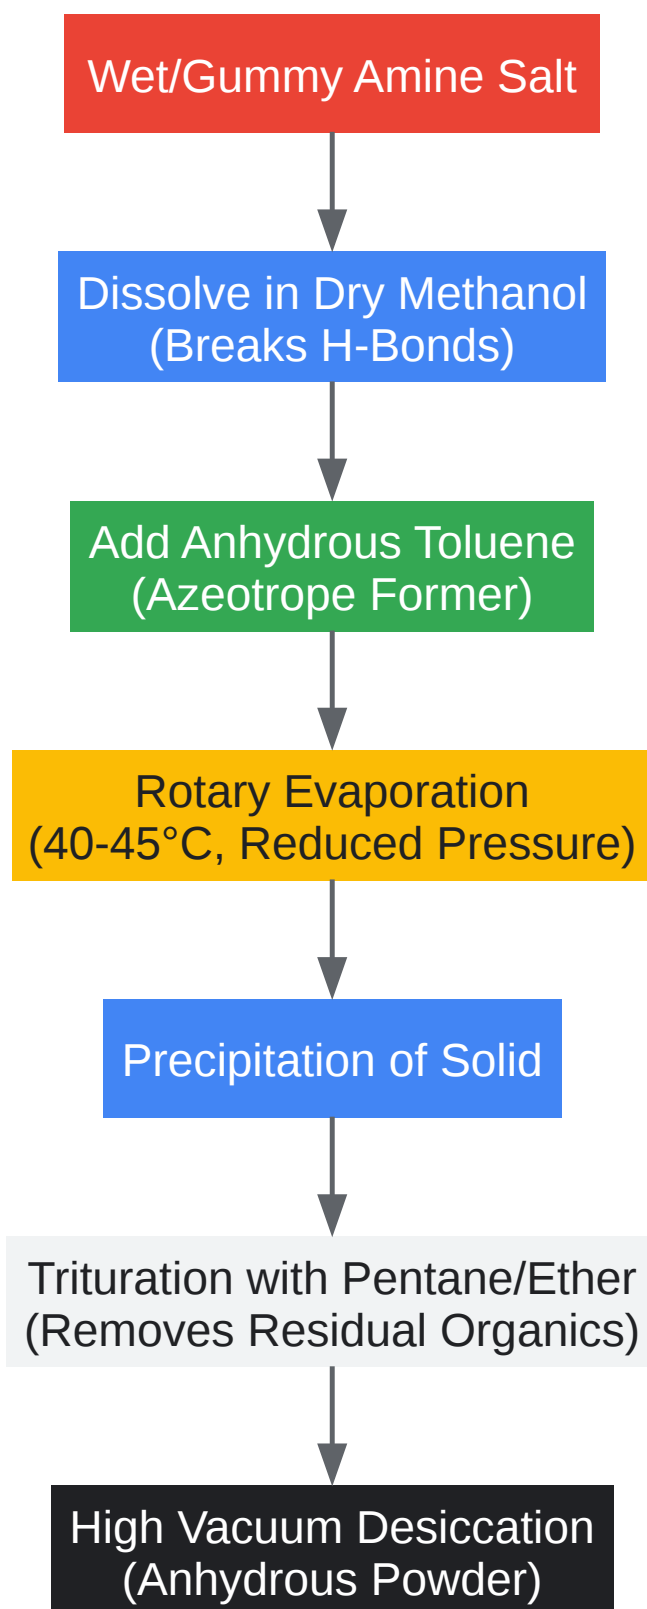 Wet/Gummy Amine Salt
Dissolve in Dry Methanol
(Breaks H-Bonds)
Add Anhydrous Toluene
(Azeotrope Former)
Rotary Evaporation
(40-45°C, Reduced Pressure)
Precipitation of Solid
Trituration with Pentane/Ether
(Removes Residual Organics)
High Vacuum Desiccation
(Anhydrous Powder)